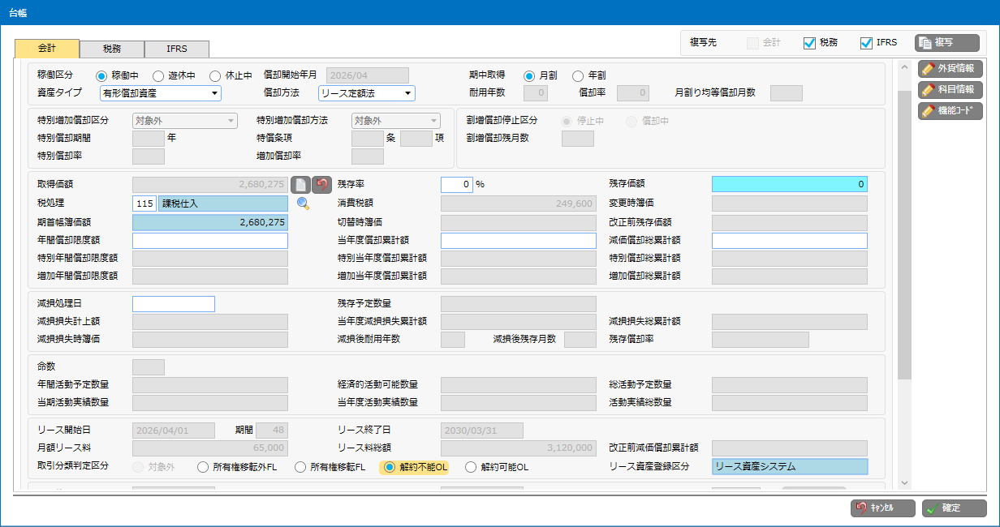 台帳
会計 税務 IFRS 複写先 会計 税務 IFRS 複写
稼働区分 稼働中 遊休中 休止中 償却開始年月 2026/04 期中取得 月割 年割 外貨情報
資産タイプ 有形償却資産 償却方法 リース定額法 耐用年数 0 償却率 0 月割り均等償却月数 科目情報
機能ｺｰﾄﾞ
特別増加償却区分 対象外 特別増加償却方法 対象外 割増償却停止区分 停止中 償却中
特別償却期間 年 特償条項 条 項 割増償却残月数
特別償却率 増加償却率
取得価額 2,680,275 残存率 0 % 残存価額 0
税処理 115 課税仕入 消費税額 249,600 変更時簿価
期首帳簿価額 2,680,275 切替時簿価 改正前残存価額
年間償却限度額 当年度償却累計額 減価償却総累計額
特別年間償却限度額 特別当年度償却累計額 特別償却総累計額
増加年間償却限度額 増加当年度償却累計額 増加償却総累計額
減損処理日 残存予定数量
減損損失計上額 当年度減損損失累計額 減損損失総累計額
減損損失時簿価 減損後耐用年数 減損後残存月数 残存償却率
命数
年間活動予定数量 経済的活動可能数量 総活動予定数量
当期活動実績数量 当年度活動実績数量 活動実績総数量
リース開始日 2026/04/01 期間 48 リース終了日 2030/03/31
月額リース料 65,000 リース料総額 3,120,000 改正前減価償却累計額
取引分類判定区分 対象外 所有権移転外FL 所有権移転FL 解約不能OL 解約可能OL リース資産登録区分 リース資産システム
ｷｬﾝｾﾙ 確定